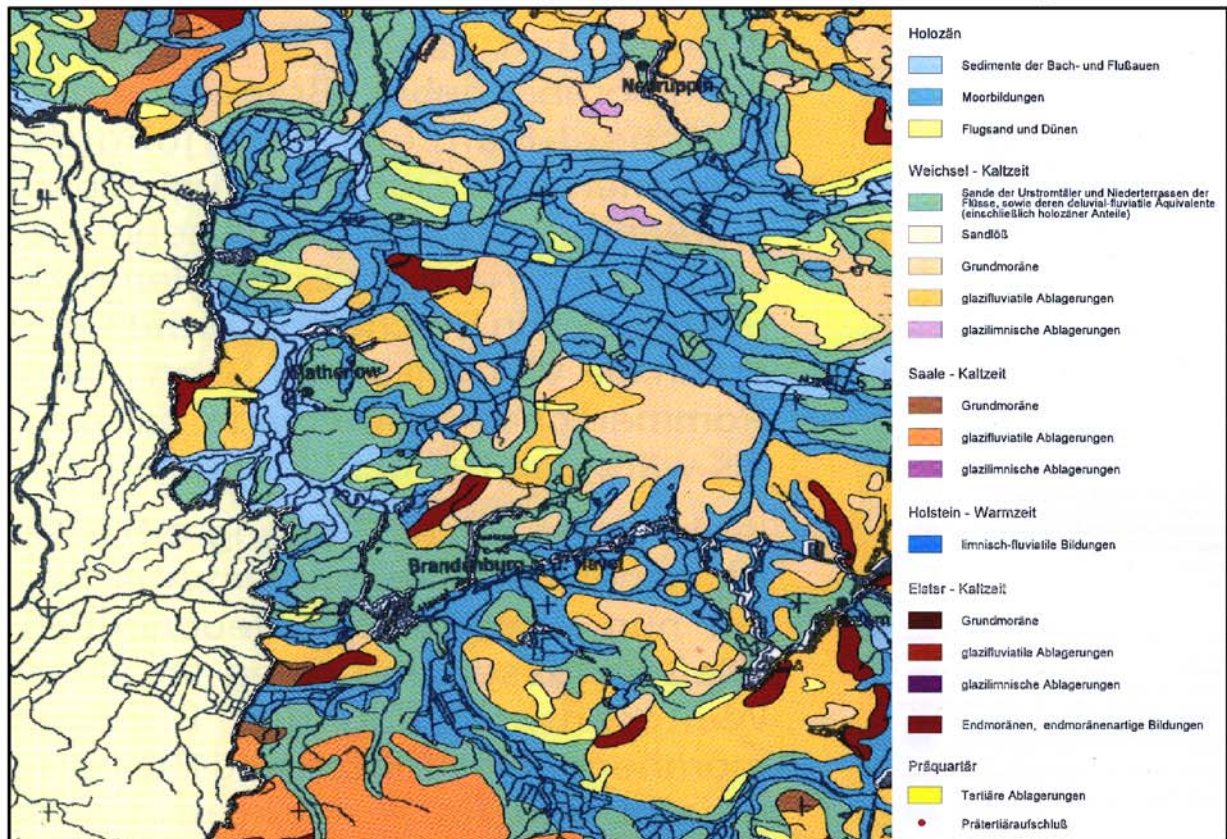 Neuruppin
Rathenow
Brandenburg a.d. Havel
Holozän
Sedimente der Bach- und Flußauen
Moorbildungen
Flugsand und Dünen
Weichsel - Kaltzeit
Sande der Urstromtäler und Niederterrassen der
Flüsse, sowie deren deluvial-fluviatile Äquivalente
(einschließlich holozäner Anteile)
Sandlöß
Grundmoräne
glazifluviatile Ablagerungen
glazilimnische Ablagerungen
Saale - Kaltzeit
Grundmoräne
glazifluviatile Ablagerungen
glazilimnische Ablagerungen
Holstein - Warmzeit
limnisch-fluviatile Bildungen
Elster - Kaltzeit
Grundmoräne
glazifluviatile Ablagerungen
glazilimnische Ablagerungen
Endmoränen, endmoränenartige Bildungen
Präquartär
Tertiäre Ablagerungen
Prätertiäraufschluß